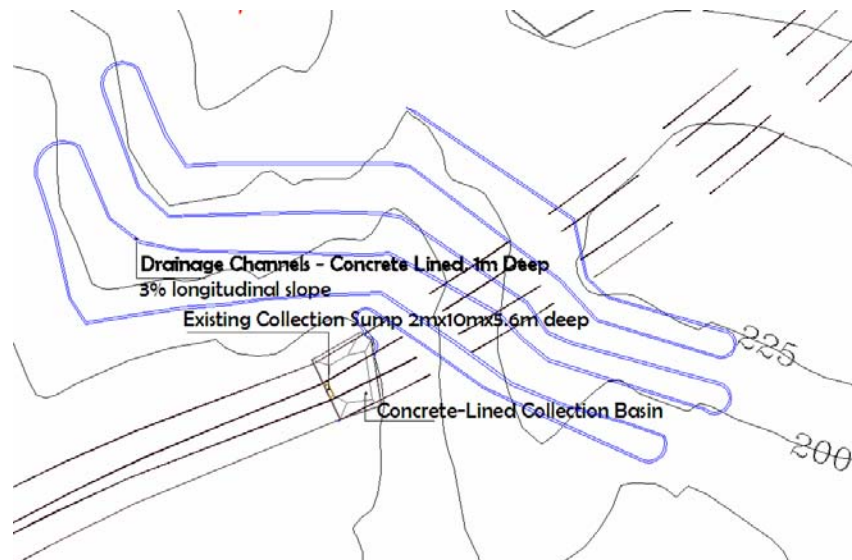 Drainage Channels - Concrete Lined, 1m Deep
3% longitudinal slope
Existing Collection Sump 2mx10mx5.6m deep
225
Concrete-Lined Collection Basin
200